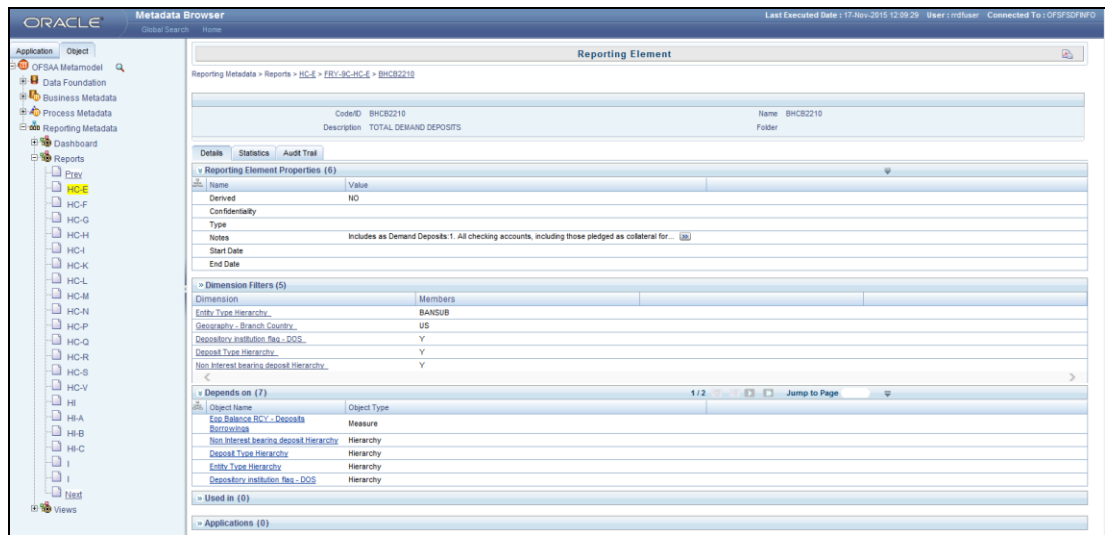 ORACLE
Metadata Browser
Last Executed Date : 17-Nov-2015 12:09:29 User : mdfuser Connected To : OFSFSDFINFO
Global Search Home
Application Object
OFSAA Metamodel
Data Foundation
Business Metadata
Process Metadata
Reporting Metadata
Dashboard
Reports
Prev
HC-E
HC-F
HC-G
HC-H
HC-I
HC-K
HC-L
HC-M
HC-N
HC-P
HC-Q
HC-R
HC-S
HC-V
HI
HI-A
HI-B
HI-C
I
I
Next
Views
Reporting Element
Reporting Metadata > Reports > HC-E > FRY-9C-HC-E > BHCB2210
Code/ID BHCB2210 Name BHCB2210
Description TOTAL DEMAND DEPOSITS Folder
Details Statistics Audit Trail
Reporting Element Properties (6)
Name Value
Derived NO
Confidentiality
Type
Notes Includes as Demand Deposits:1. All checking accounts, including those pledged as collateral for...
Start Date
End Date
» Dimension Filters (5)
Dimension Members
Entity Type Hierarchy BANSUB
Geography - Branch Country US
Depository institution flag - DOS Y
Deposit Type Hierarchy Y
Non Interest bearing deposit Hierarchy Y
Depends on (7) 1 / 2 Jump to Page
Object Name Object Type
Eop Balance RCY - Deposits Borrowings Measure
Non Interest bearing deposit Hierarchy Hierarchy
Deposit Type Hierarchy Hierarchy
Entity Type Hierarchy Hierarchy
Depository institution flag - DOS Hierarchy
» Used in (0)
» Applications (0)